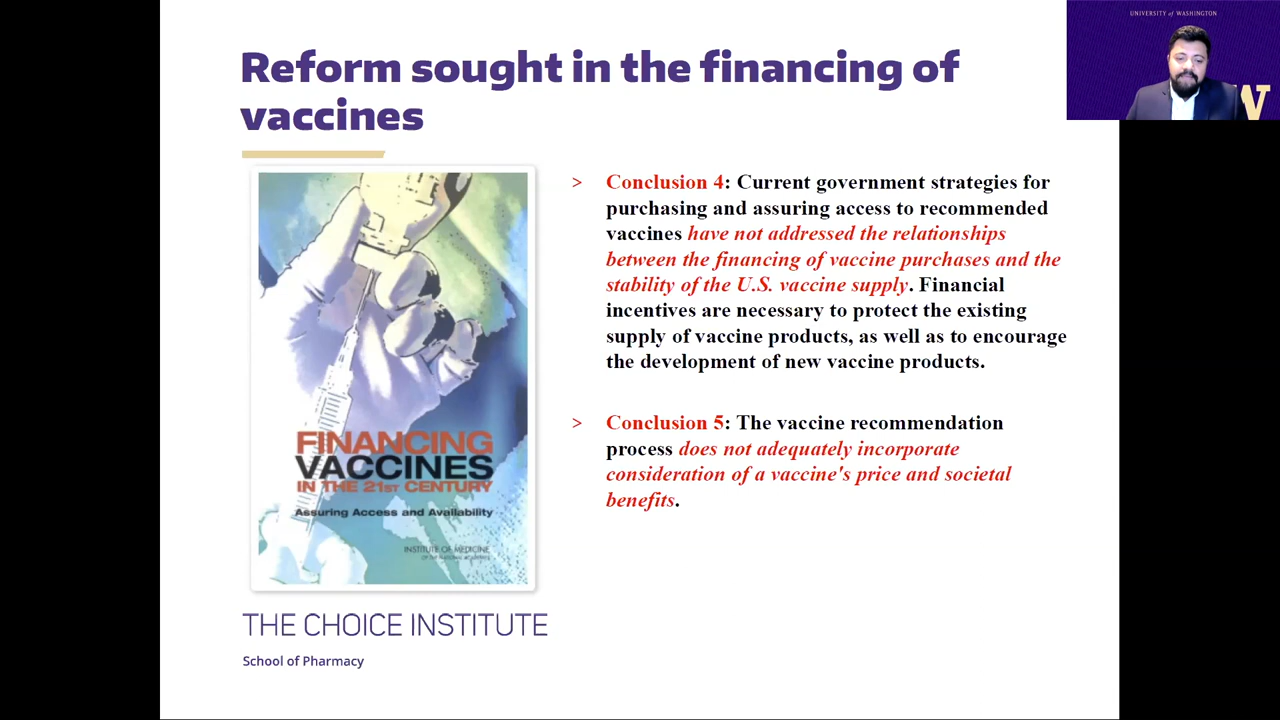 UNIVERSITY of WASHINGTON
W
Reform sought in the financing of
vaccines
> Conclusion 4: Current government strategies for
purchasing and assuring access to recommended
vaccines have not addressed the relationships
between the financing of vaccine purchases and the
stability of the U.S. vaccine supply. Financial
incentives are necessary to protect the existing
supply of vaccine products, as well as to encourage
the development of new vaccine products.
> Conclusion 5: The vaccine recommendation
process does not adequately incorporate
consideration of a vaccine's price and societal
benefits.
FINANCING
VACCINES
IN THE 21ST CENTURY
Assuring Access and Availability
INSTITUTE OF MEDICINE
OF THE NATIONAL ACADEMIES
THE CHOICE INSTITUTE
School of Pharmacy